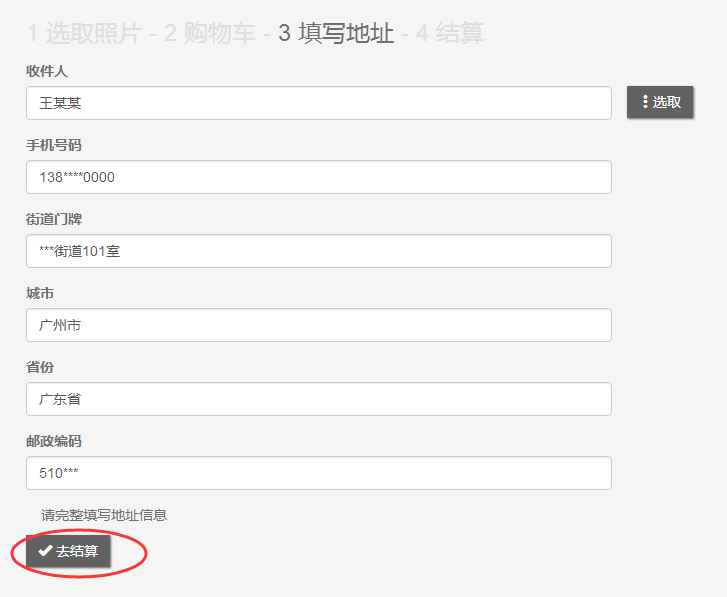 1 选取照片 - 2 购物车 - 3 填写地址 - 4 结算
收件人
王某某
选取
手机号码
138****0000
街道门牌
***街道101室
城市
广州市
省份
广东省
邮政编码
510***
请完整填写地址信息
去结算